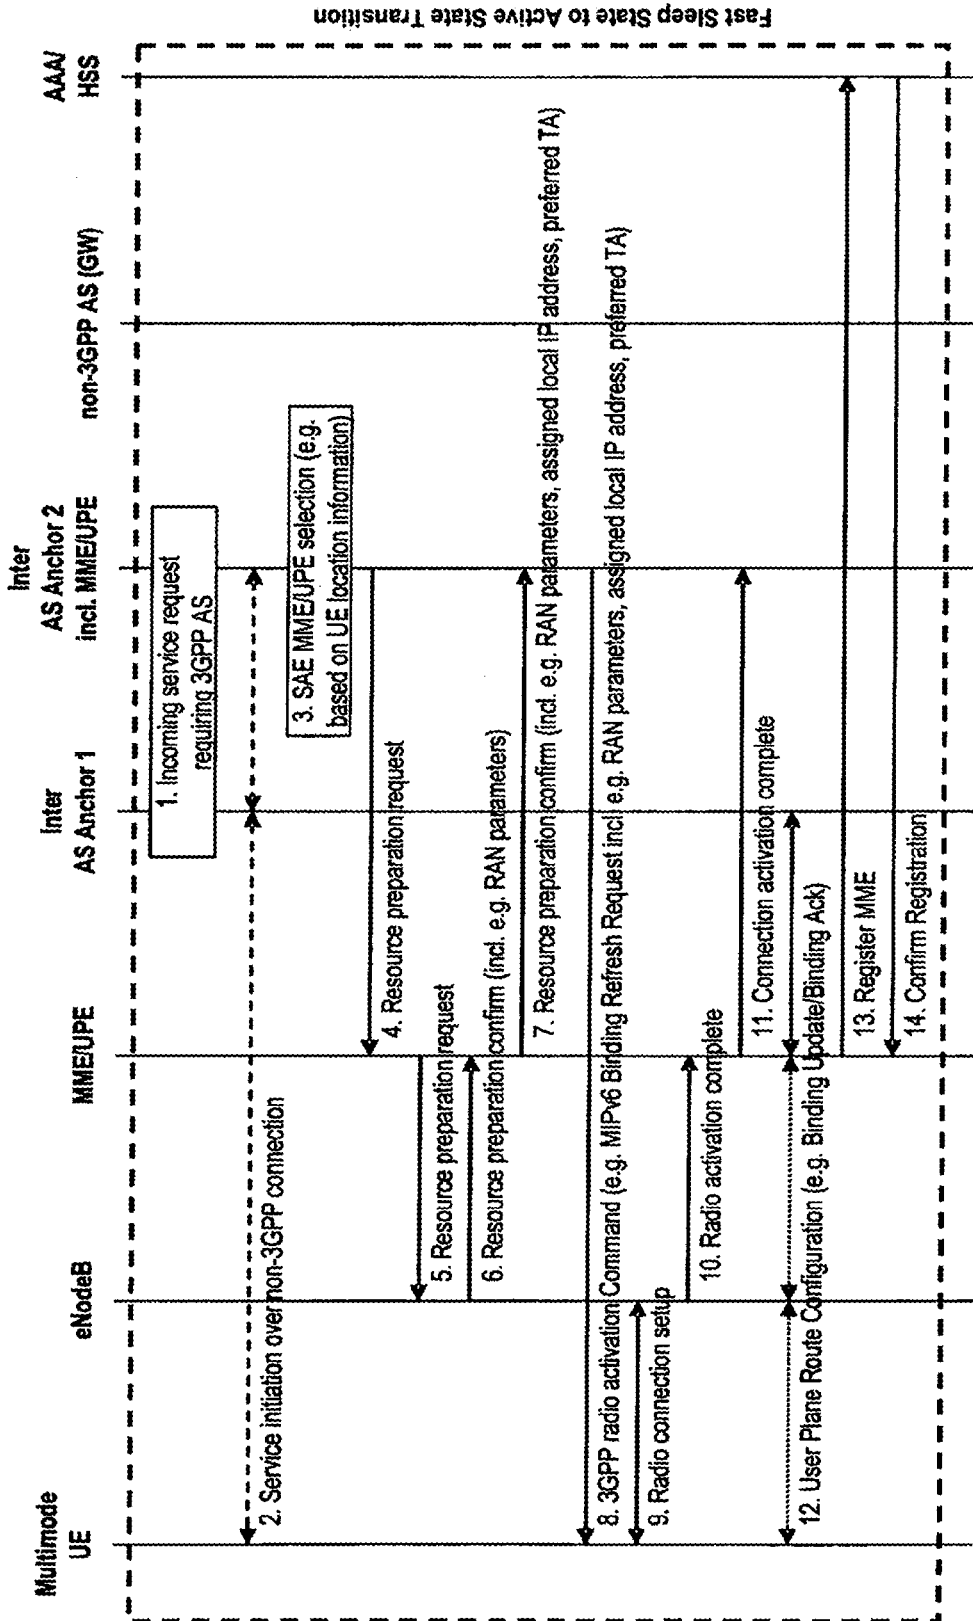 Multimode
UE
eNodeB
MME/UPE
Inter
AS Anchor 1
Inter
AS Anchor 2
incl. MME/UPE
non-3GPP AS (GW)
AAA/
HSS
1. Incoming service request
requiring 3GPP AS
2. Service initiation over non-3GPP connection
3. SAE MME/UPE selection (e.g.
based on UE location information)
4. Resource preparation request
5. Resource preparation request
6. Resource preparation confirm (incl. e.g. RAN parameters)
7. Resource preparation confirm (incl. e.g. RAN parameters, assigned local IP address, preferred TA)
8. 3GPP radio activation Command (e.g. MIPv6 Binding Refresh Request incl. e.g. RAN parameters, assigned local IP address, preferred TA)
9. Radio connection setup
10. Radio activation complete
11. Connection activation complete
12. User Plane Route Configuration (e.g. Binding Update/Binding Ack)
13. Register MME
14. Confirm Registration
Fast Sleep State to Active State Transition